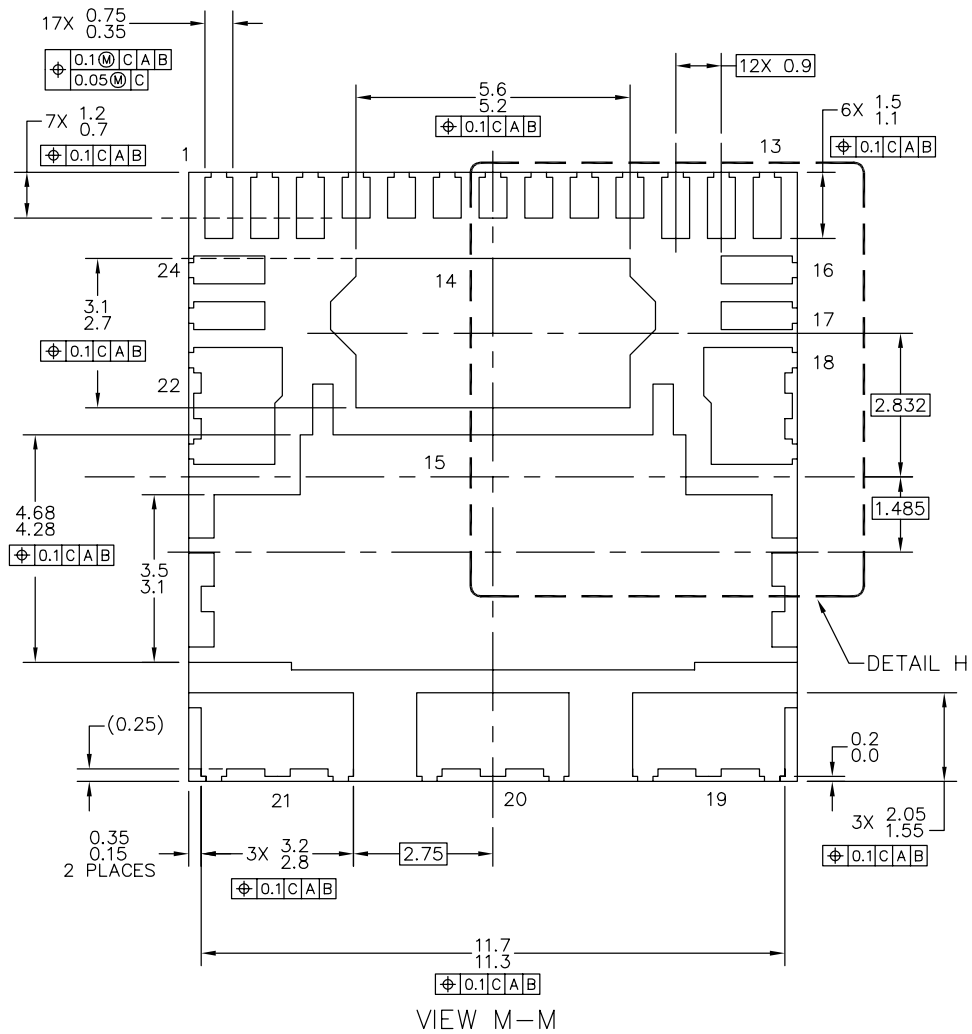 17X 0.75
0.35
⌖ 0.1Ⓜ C A B
0.05Ⓜ C
7X 1.2
0.7
⌖ 0.1 C A B
5.6
5.2
⌖ 0.1 C A B
12X 0.9
6X 1.5
1.1
⌖ 0.1 C A B
1
13
24
14
16
3.1
2.7
⌖ 0.1 C A B
17
22
18
2.832
15
4.68
4.28
⌖ 0.1 C A B
1.485
3.5
3.1
DETAIL H
(0.25)
0.2
0.0
21
20
19
0.35
0.15
2 PLACES
3X 3.2
2.8
⌖ 0.1 C A B
2.75
3X 2.05
1.55
⌖ 0.1 C A B
11.7
11.3
⌖ 0.1 C A B
VIEW M-M